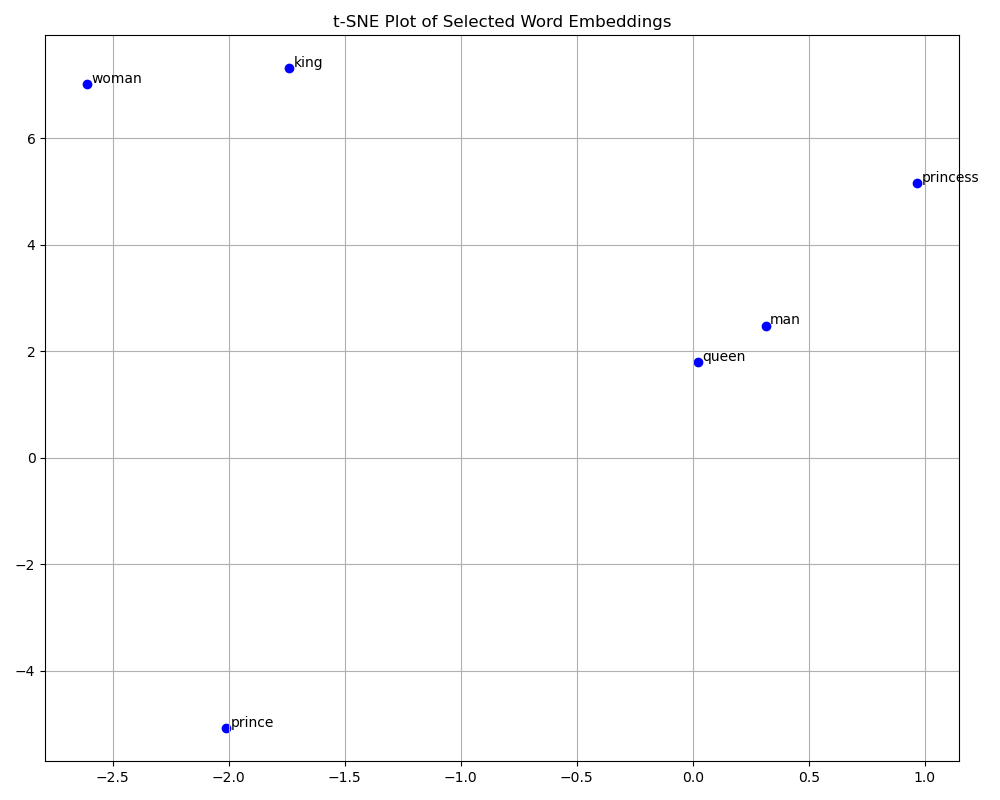 t-SNE Plot of Selected Word Embeddings
king
woman
6
princess
4
man
2
queen
0
−2
−4
prince
−2.5 −2.0 −1.5 −1.0 −0.5 0.0 0.5 1.0